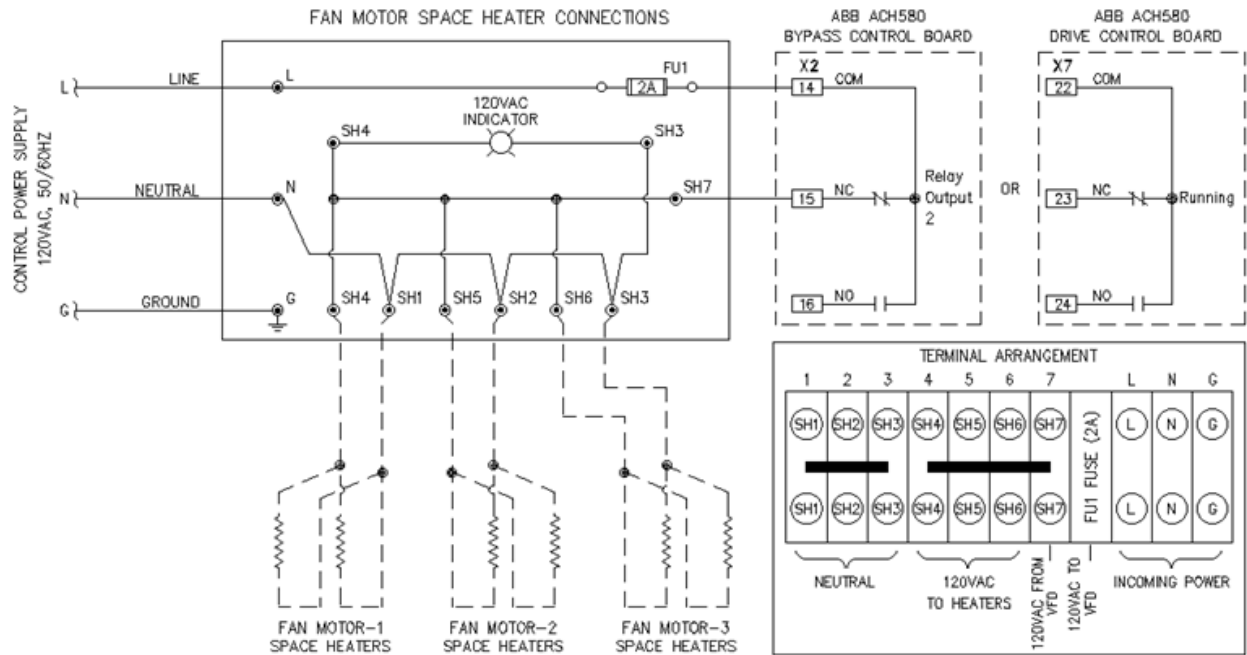 FAN MOTOR SPACE HEATER CONNECTIONS
ABB ACH580
BYPASS CONTROL BOARD
ABB ACH580
DRIVE CONTROL BOARD
CONTROL POWER SUPPLY
120VAC, 50/60HZ
L
LINE
L
FU1
2A
120VAC
INDICATOR
SH4
SH3
N
NEUTRAL
N
SH7
G
GROUND
G
SH4
SH1
SH5
SH2
SH6
SH3
X2
14
COM
15
NC
Relay
Output
2
16
NO
OR
X7
22
COM
23
NC
Running
24
NO
FAN MOTOR-1
SPACE HEATERS
FAN MOTOR-2
SPACE HEATERS
FAN MOTOR-3
SPACE HEATERS
TERMINAL ARRANGEMENT
1 2 3 4 5 6 7 L N G
SH1 SH2 SH3 SH4 SH5 SH6 SH7 L N G
FU1 FUSE (2A)
SH1 SH2 SH3 SH4 SH5 SH6 SH7 L N G
NEUTRAL
120VAC
TO HEATERS
120VAC FROM
VFD
120VAC TO
VFD
INCOMING POWER